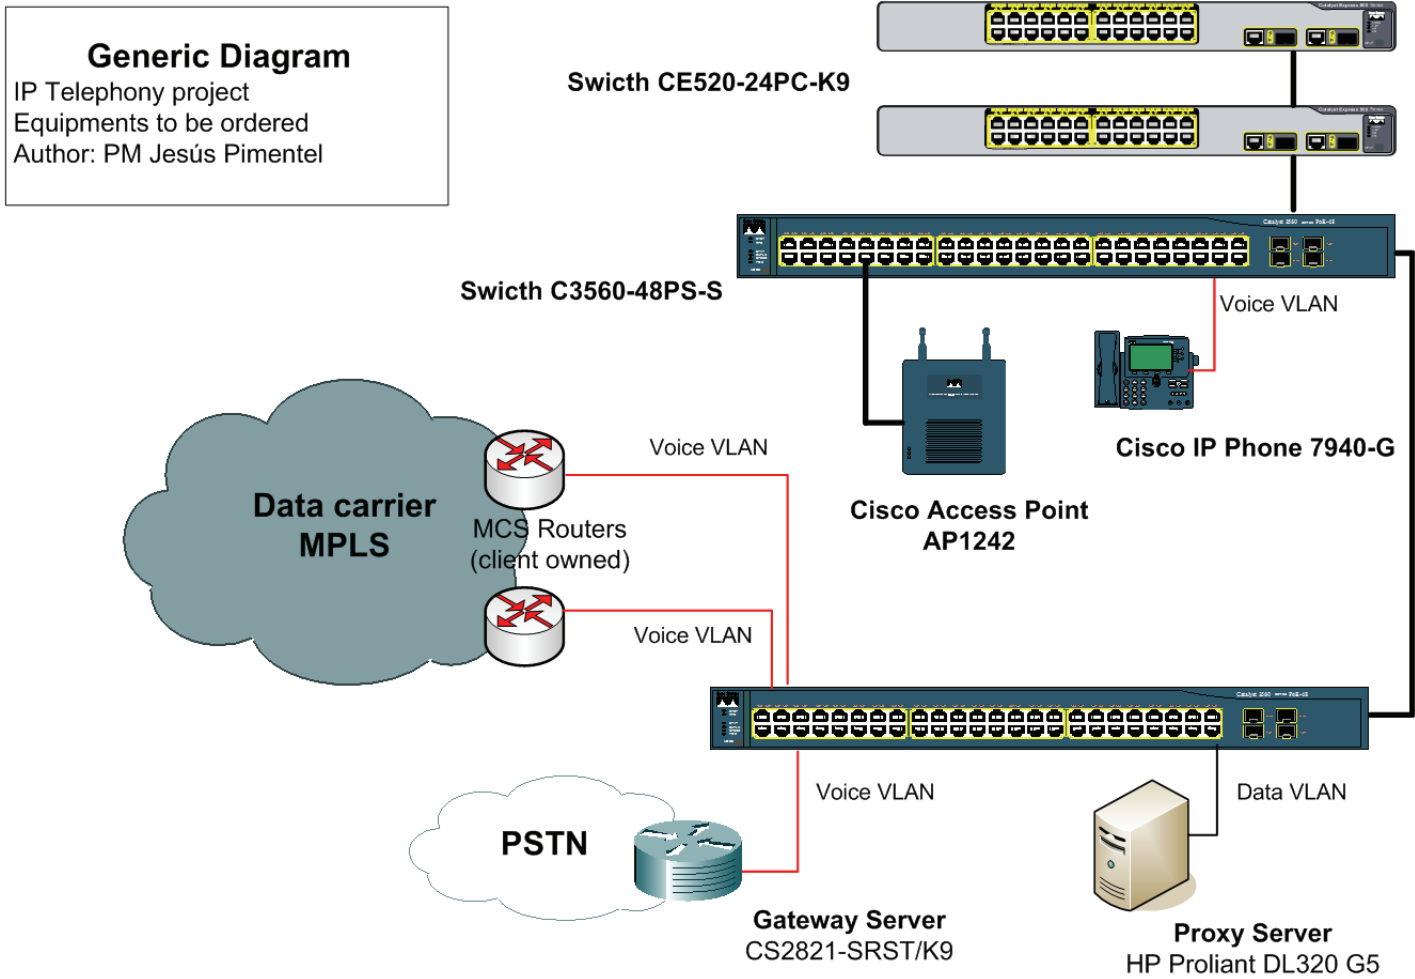 Generic Diagram
IP Telephony project
Equipments to be ordered
Author: PM Jesús Pimentel
Swicth CE520-24PC-K9
Swicth C3560-48PS-S
Voice VLAN
Cisco IP Phone 7940-G
Cisco Access Point
AP1242
Data carrier
MPLS
Voice VLAN
MCS Routers
(client owned)
Voice VLAN
PSTN
Voice VLAN
Data VLAN
Gateway Server
CS2821-SRST/K9
Proxy Server
HP Proliant DL320 G5